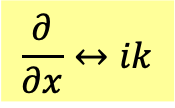 ∂/∂x ↔ ik